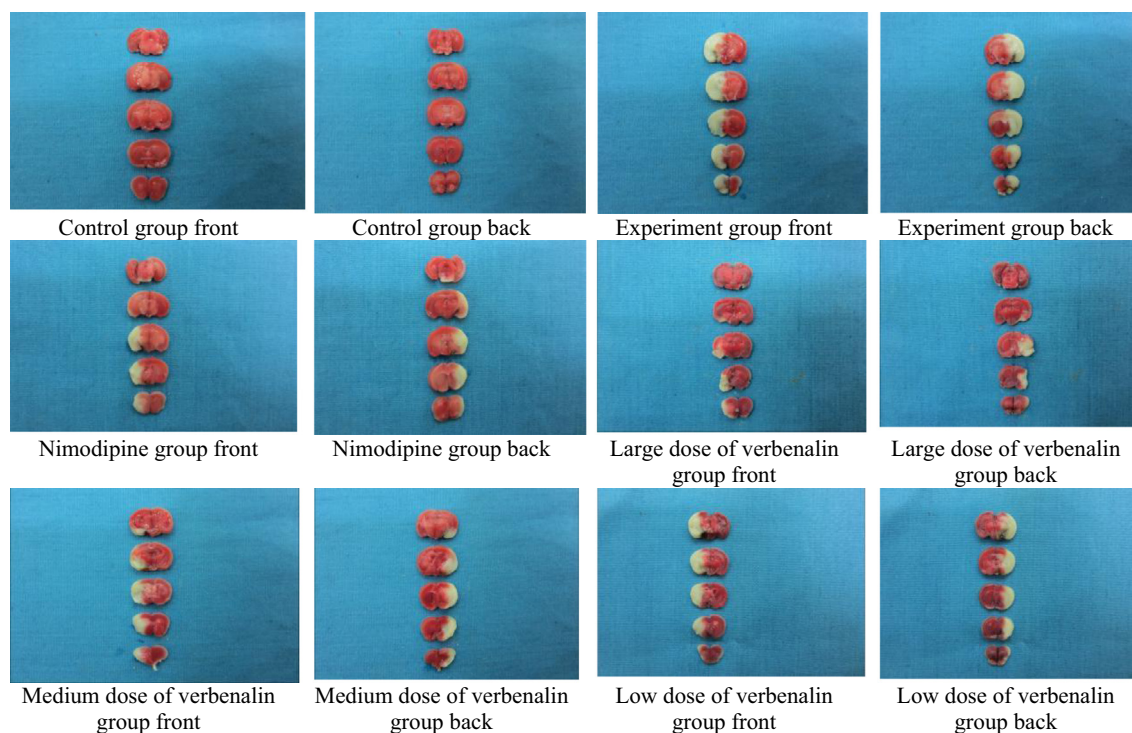 Control group front
Control group back
Experiment group front
Experiment group back
Nimodipine group front
Nimodipine group back
Large dose of verbenalin
group front
Large dose of verbenalin
group back
Medium dose of verbenalin
group front
Medium dose of verbenalin
group back
Low dose of verbenalin
group front
Low dose of verbenalin
group back